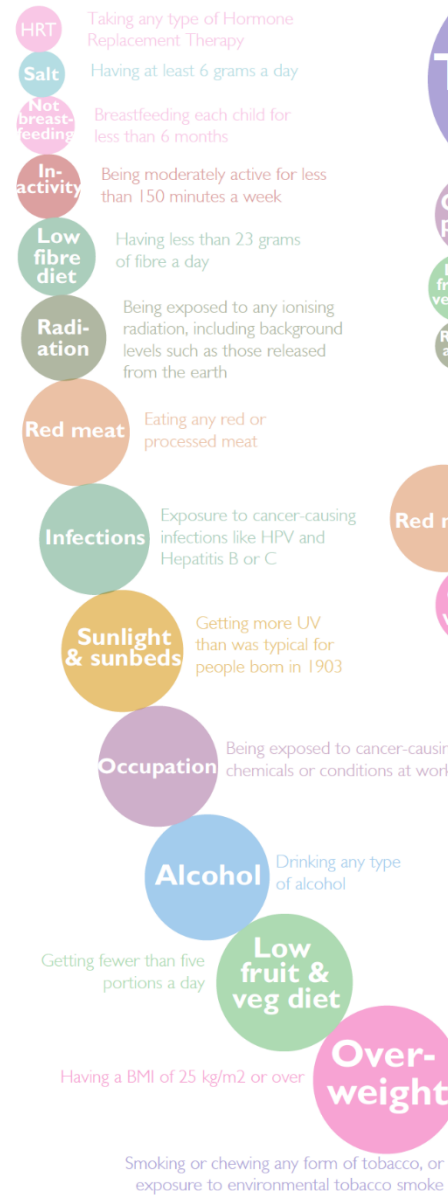 HRT
Taking any type of Hormone
Replacement Therapy
Salt
Having at least 6 grams a day
Not
breast-
feeding
Breastfeeding each child for
less than 6 months
In-
activity
Being moderately active for less
than 150 minutes a week
Low
fibre
diet
Having less than 23 grams
of fibre a day
Radi-
ation
Being exposed to any ionising
radiation, including background
levels such as those released
from the earth
Red meat
Eating any red or
processed meat
Red
Infections
Exposure to cancer-causing
infections like HPV and
Hepatitis B or C
Sunlight
& sunbeds
Getting more UV
than was typical for
people born in 1903
Occupation
Being exposed to cancer-causin
chemicals or conditions at work
Alcohol
Drinking any type
of alcohol
Low
fruit &
veg diet
Getting fewer than five
portions a day
Over-
weight
Having a BMI of 25 kg/m2 or over
Smoking or chewing any form of tobacco, or
exposure to environmental tobacco smoke